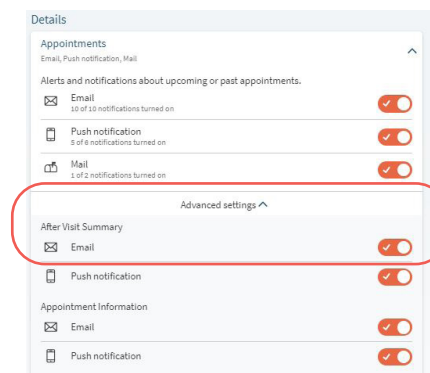 Details
Appointments
Email, Push notification, Mail
Alerts and notifications about upcoming or past appointments.
Email
10 of 10 notifications turned on
Push notification
5 of 6 notifications turned on
Mail
1 of 2 notifications turned on
Advanced settings
After Visit Summary
Email
Push notification
Appointment Information
Email
Push notification